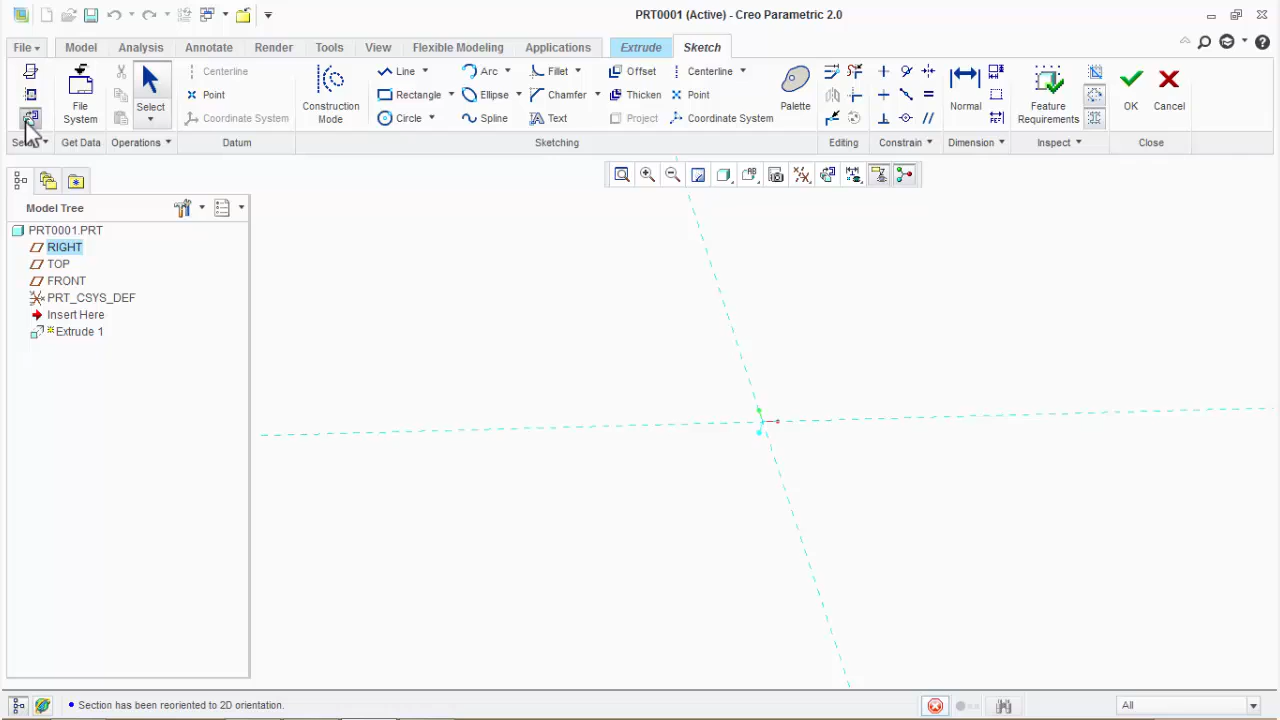 PRT0001 (Active) - Creo Parametric 2.0
File Model Analysis Annotate Render Tools View Flexible Modeling Applications Extrude Sketch
Centerline Line Arc Fillet Offset Centerline
Point Rectangle Ellipse Chamfer Thicken Point
File System Select Coordinate System Construction Mode Circle Spline Text Project Coordinate System Palette Normal Feature Requirements OK Cancel
Get Data Operations Datum Sketching Editing Constrain Dimension Inspect Close
Model Tree
PRT0001.PRT
RIGHT
TOP
FRONT
PRT_CSYS_DEF
Insert Here
Extrude 1
Section has been reoriented to 2D orientation.
All